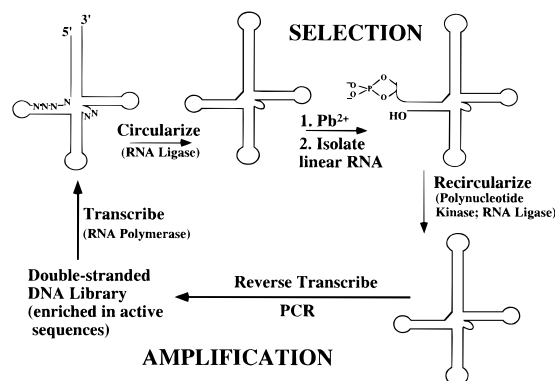 SELECTION
5'
3'
N·N·N–N
N
N
Circularize
(RNA Ligase)
1. Pb²⁺
2. Isolate
linear RNA
O
⁻O
P
O
O
⁻
HO
Recircularize
(Polynucleotide
Kinase; RNA Ligase)
Transcribe
(RNA Polymerase)
Double-stranded
DNA Library
(enriched in active
sequences)
Reverse Transcribe
PCR
AMPLIFICATION